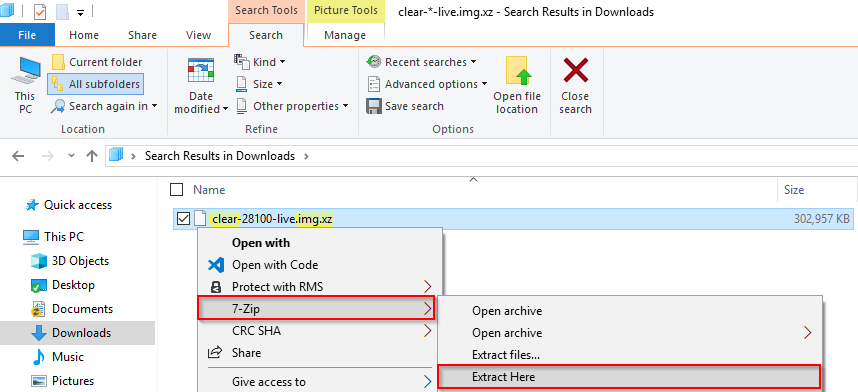 Search Tools Picture Tools clear-*-live.img.xz - Search Results in Downloads
File Home Share View Search Manage
This PC
Current folder
All subfolders
Search again in
Location
Date modified
Kind
Size
Other properties
Refine
Recent searches
Advanced options
Save search
Open file location
Options
Close search
Search Results in Downloads
Quick access
This PC
3D Objects
Desktop
Documents
Downloads
Music
Pictures
Name Size
clear-28100-live.img.xz 302,957 KB
Open with
Open with Code
Protect with RMS
7-Zip
CRC SHA
Share
Give access to
Open archive
Open archive
Extract files...
Extract Here